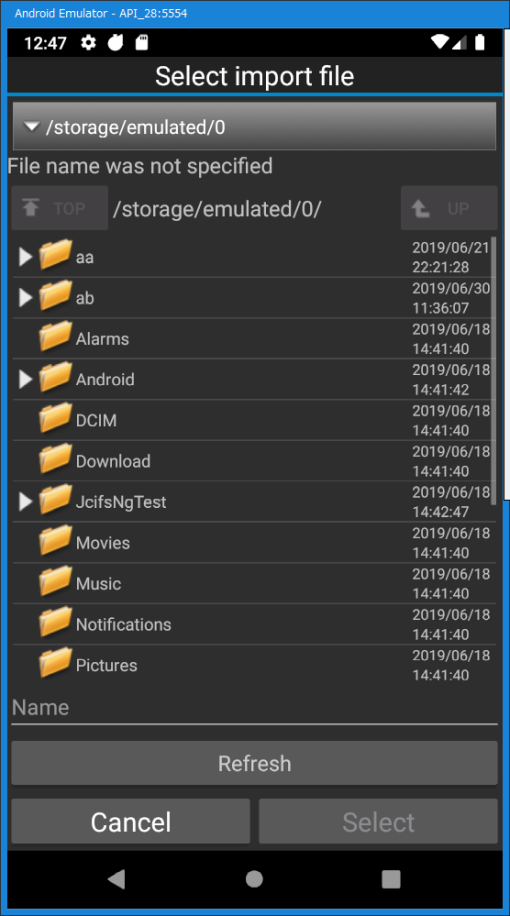 Android Emulator - API_28:5554
12:47
Select import file
/storage/emulated/0
File name was not specified
TOP /storage/emulated/0/ UP
aa 2019/06/21
22:21:28
ab 2019/06/30
11:36:07
Alarms 2019/06/18
14:41:40
Android 2019/06/18
14:41:42
DCIM 2019/06/18
14:41:40
Download 2019/06/18
14:41:40
JcifsNgTest 2019/06/18
14:42:47
Movies 2019/06/18
14:41:40
Music 2019/06/18
14:41:40
Notifications 2019/06/18
14:41:40
Pictures 2019/06/18
14:41:40
Name
Refresh
Cancel Select